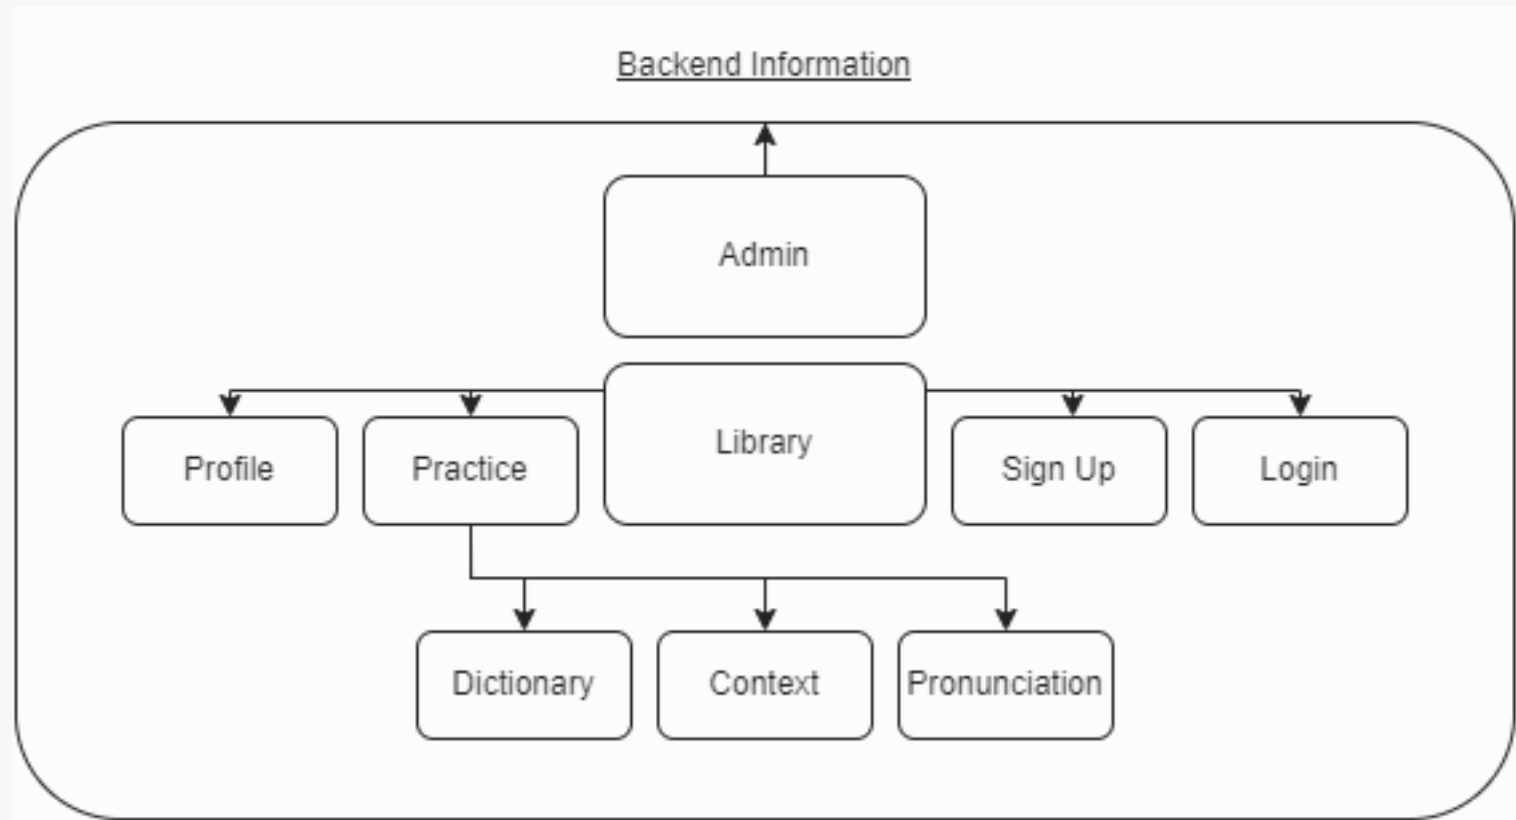 Backend Information
Admin
Library
Profile
Practice
Sign Up
Login
Dictionary
Context
Pronunciation